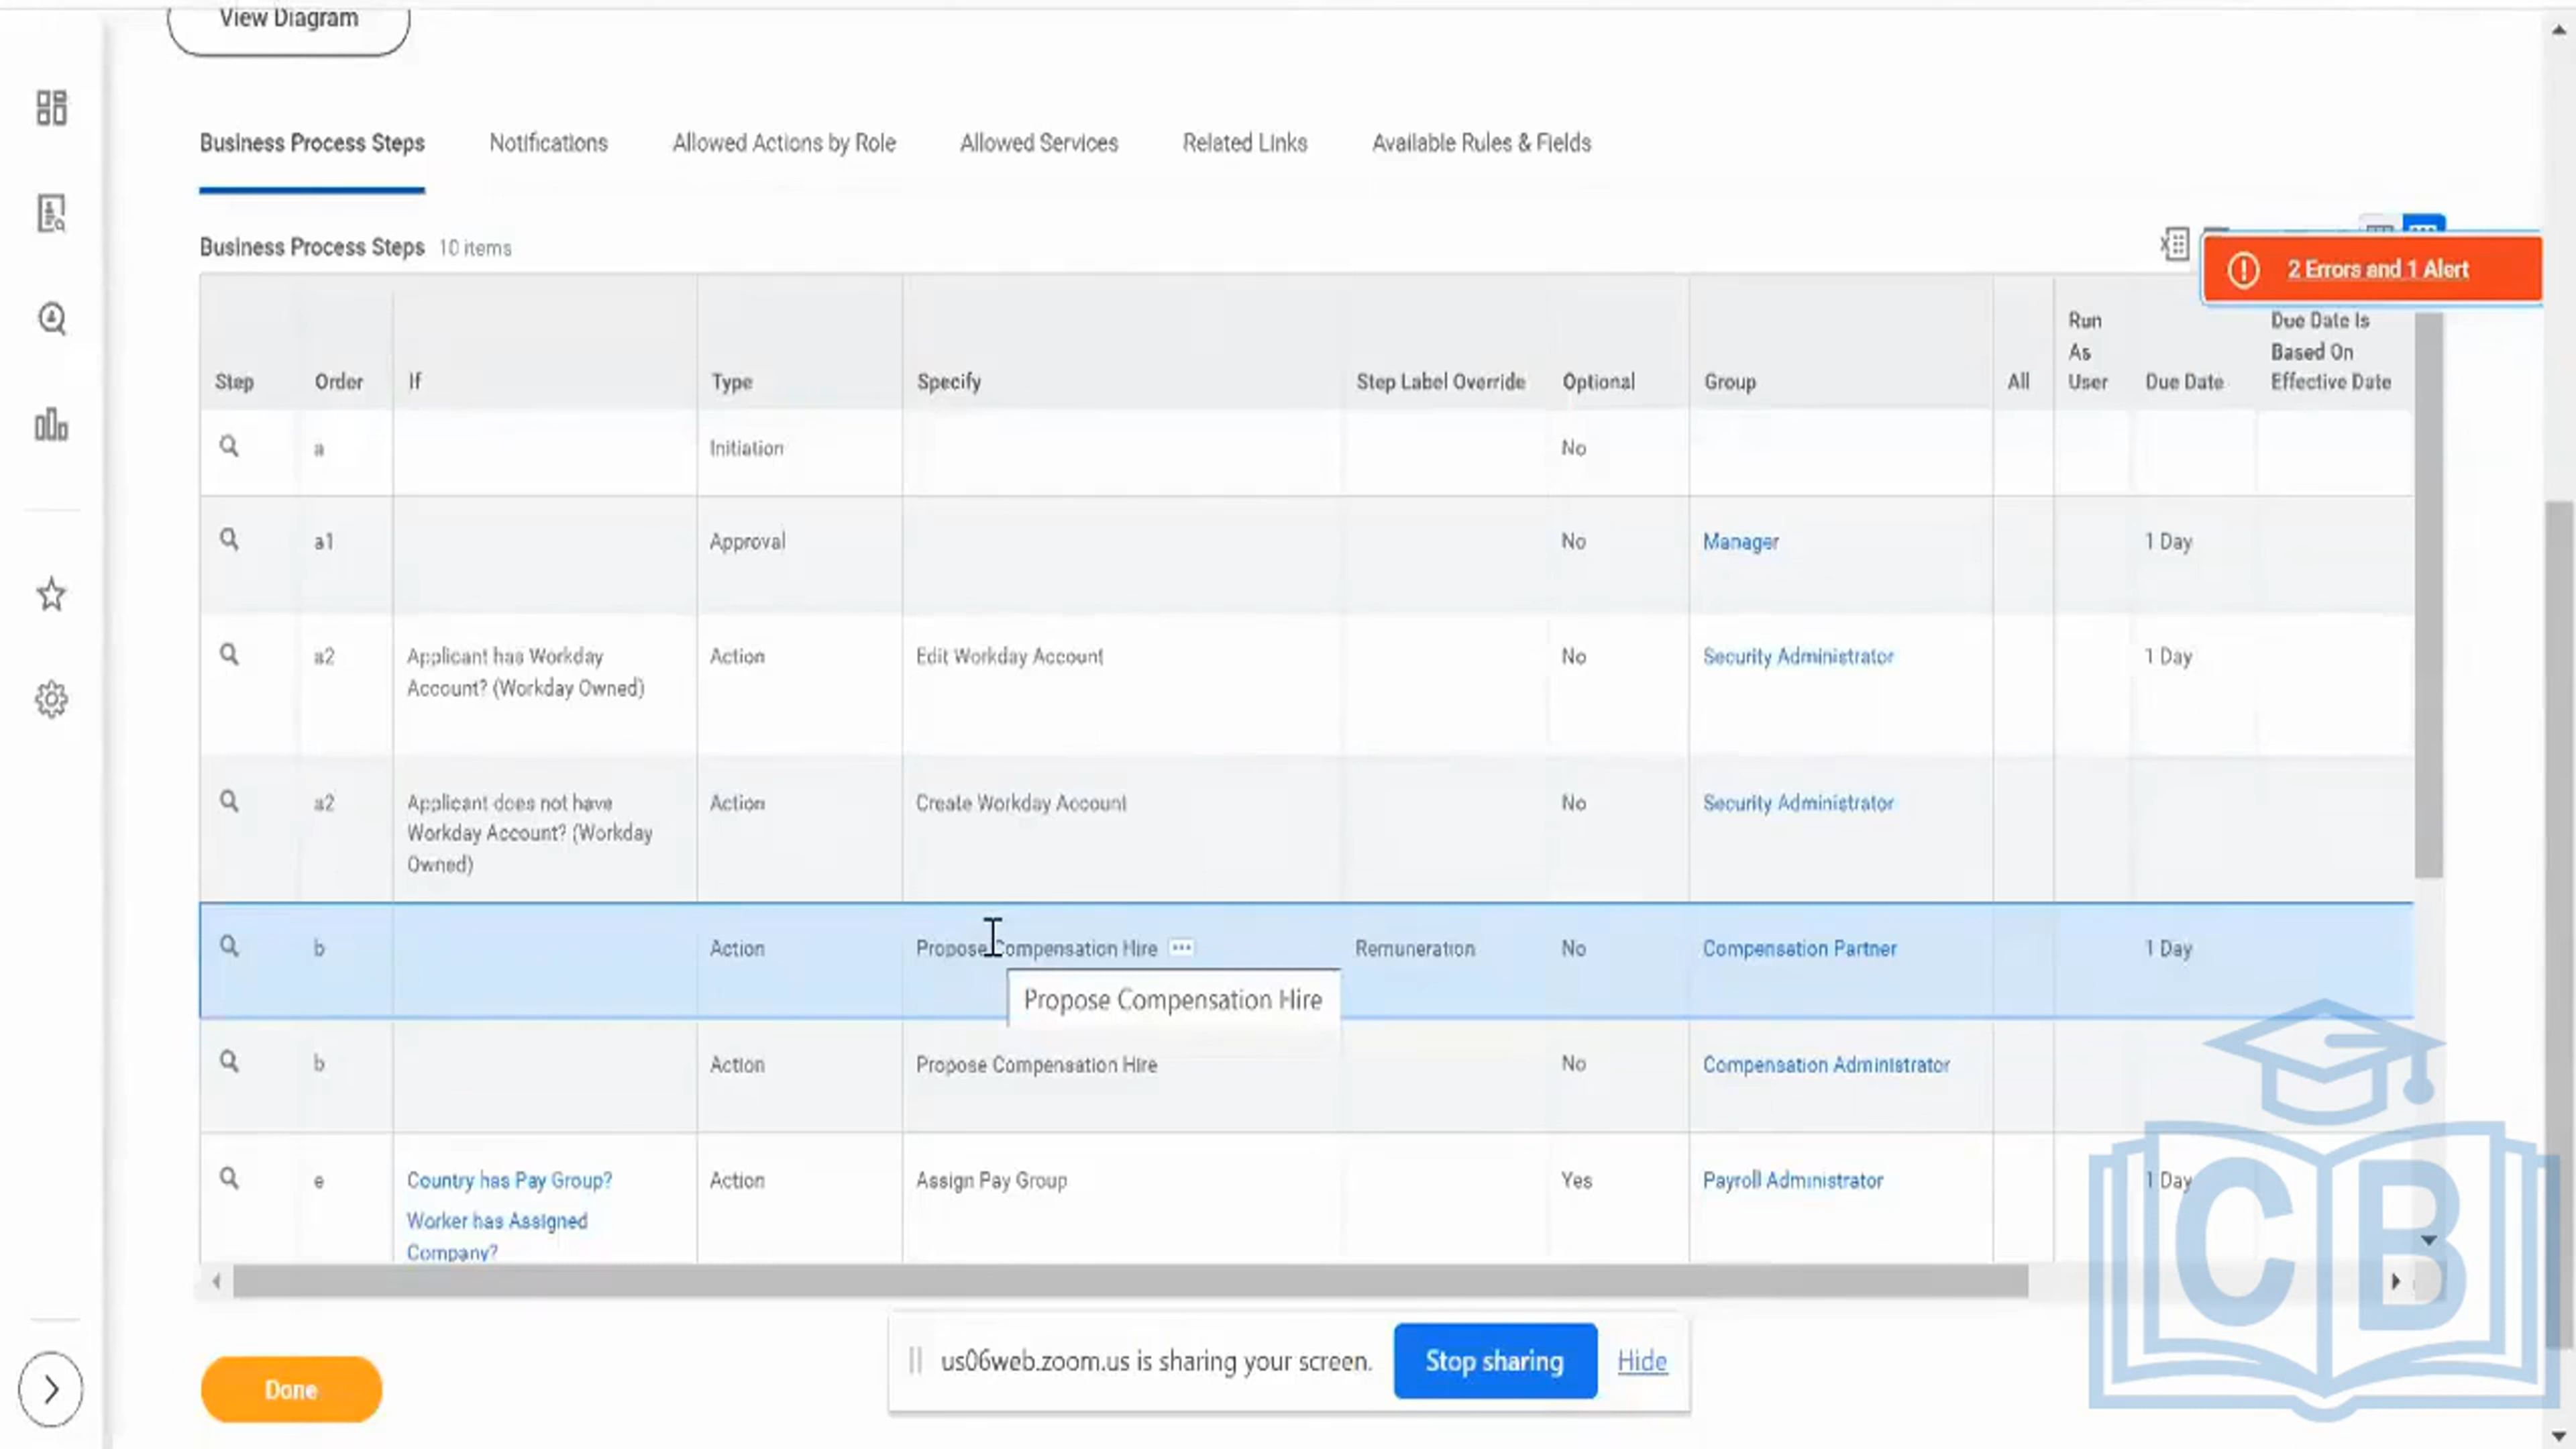 View Diagram
Business Process Steps
Notifications
Allowed Actions by Role
Allowed Services
Related Links
Available Rules & Fields
Business Process Steps 10 items
2 Errors and 1 Alert
Step
Order
If
Type
Specify
Step Label Override
Optional
Group
All
Run
As
User
Due Date
Due Date Is
Based On
Effective Date
a
Initiation
No
a1
Approval
No
Manager
1 Day
a2
Applicant has Workday
Account? (Workday Owned)
Action
Edit Workday Account
No
Security Administrator
1 Day
a2
Applicant does not have
Workday Account? (Workday
Owned)
Action
Create Workday Account
No
Security Administrator
b
Action
Propose Compensation Hire
Remuneration
No
Compensation Partner
1 Day
Propose Compensation Hire
b
Action
Propose Compensation Hire
No
Compensation Administrator
e
Country has Pay Group?
Worker has Assigned
Company?
Action
Assign Pay Group
Yes
Payroll Administrator
1 Day
us06web.zoom.us is sharing your screen.
Stop sharing
Hide
Done
CB